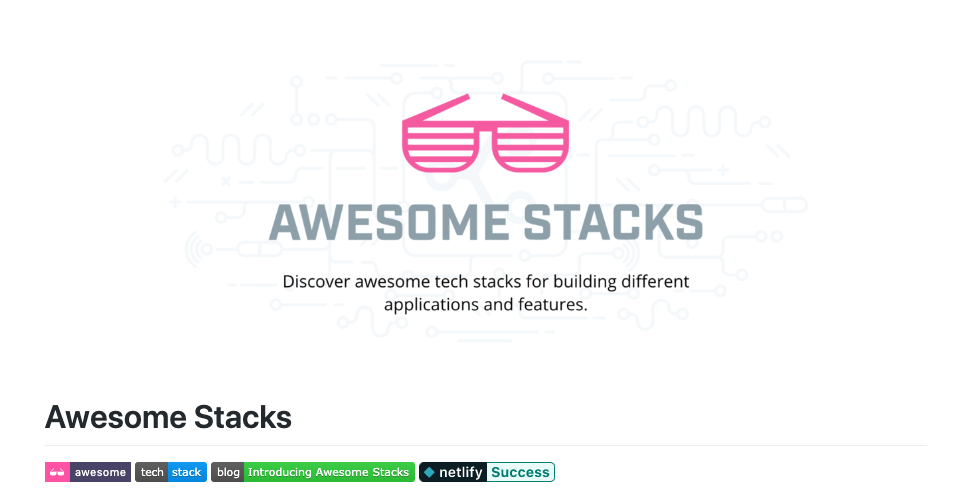 AWESOME STACKS
Discover awesome tech stacks for building different
applications and features.
Awesome Stacks
awesome tech stack blog Introducing Awesome Stacks netlify Success